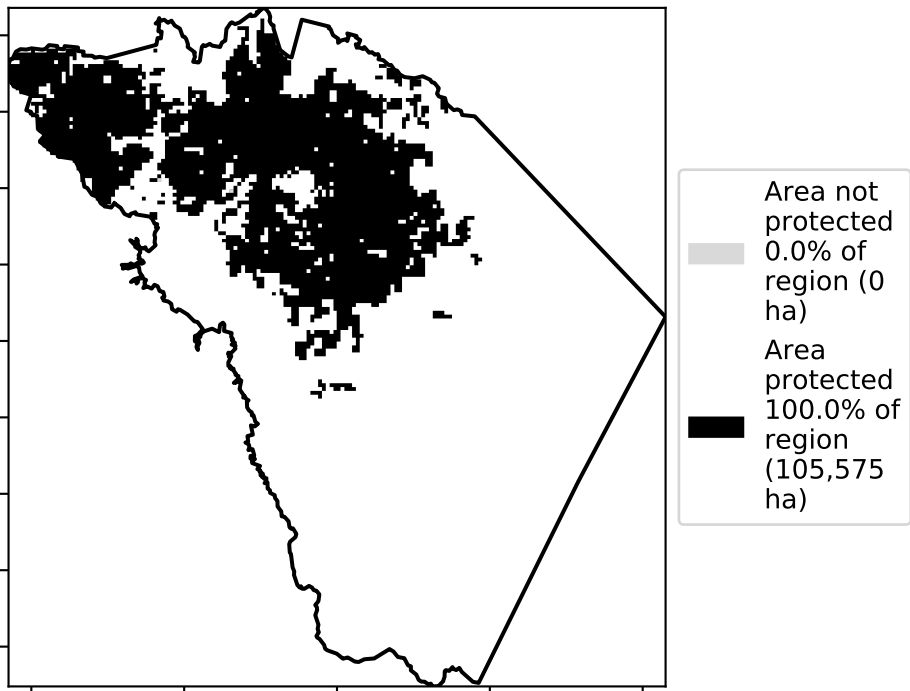 Area not
protected
0.0% of
region (0
ha)
Area
protected
100.0% of
region
(105,575
ha)